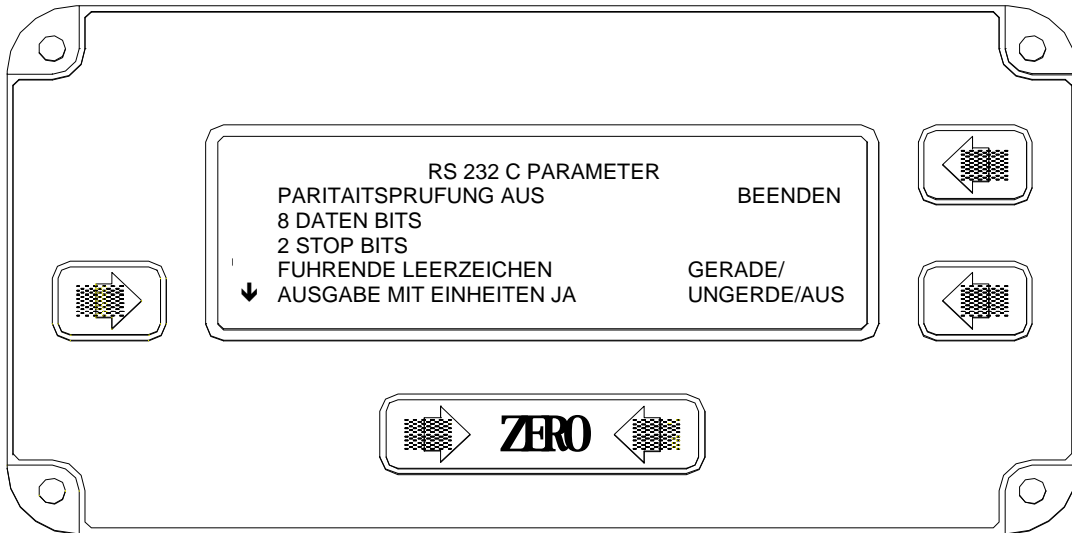 RS 232 C PARAMETER
PARITAITSPRUFUNG AUS BEENDEN
8 DATEN BITS
2 STOP BITS
FUHRENDE LEERZEICHEN GERADE/
AUSGABE MIT EINHEITEN JA UNGERDE/AUS
ZERO